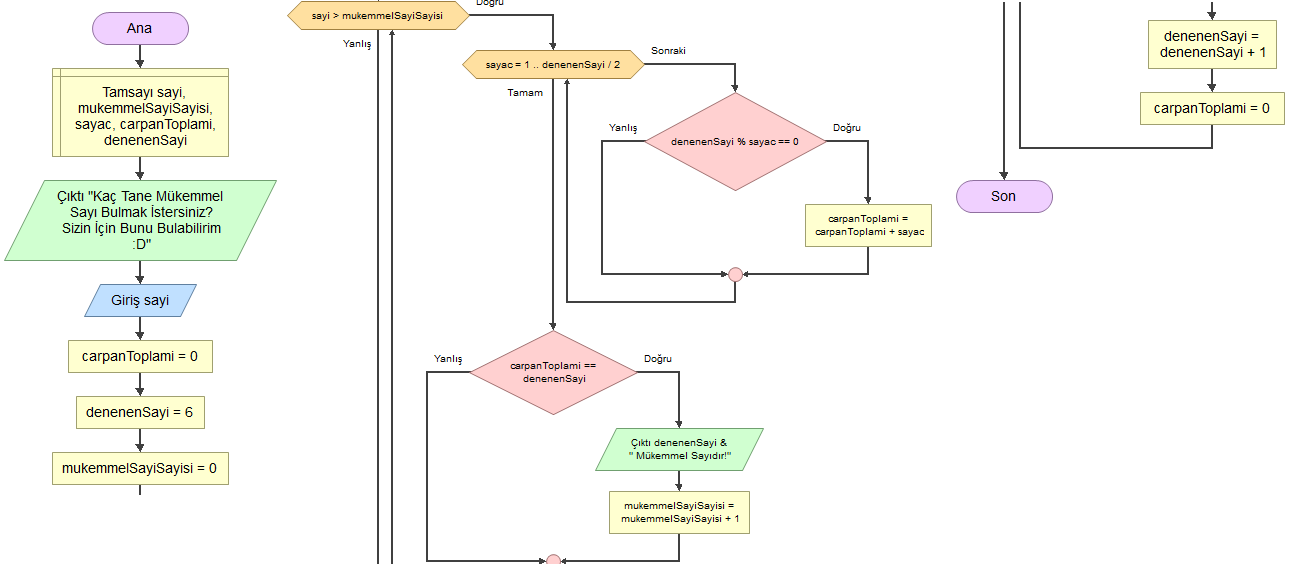 Ana
Tamsayı sayi,
mukemmelSayiSayisi,
sayac, carpanToplami,
denenenSayi
Çıktı "Kaç Tane Mükemmel
Sayı Bulmak İstersiniz?
Sizin İçin Bunu Bulabilirim
:D"
Giriş sayi
carpanToplami = 0
denenenSayi = 6
mukemmelSayiSayisi = 0
sayi > mukemmelSayiSayisi
Doğru
Yanlış
sayac = 1 .. denenenSayi / 2
Sonraki
Tamam
denenenSayi % sayac == 0
Yanlış
Doğru
carpanToplami =
carpanToplami + sayac
carpanToplami ==
denenenSayi
Yanlış
Doğru
Çıktı denenenSayi &
" Mükemmel Sayıdır!"
mukemmelSayiSayisi =
mukemmelSayiSayisi + 1
denenenSayi =
denenenSayi + 1
carpanToplami = 0
Son